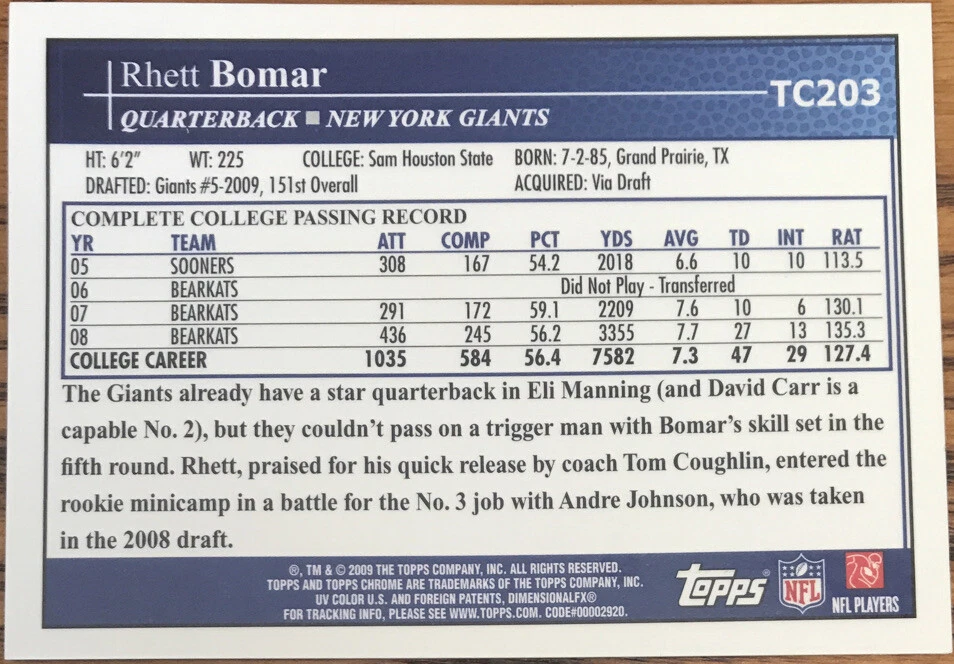 Rhett Bomar
TC203
QUARTERBACK ■ NEW YORK GIANTS
HT: 6'2" WT: 225 COLLEGE: Sam Houston State BORN: 7-2-85, Grand Prairie, TX
DRAFTED: Giants #5-2009, 151st Overall ACQUIRED: Via Draft
COMPLETE COLLEGE PASSING RECORD
YR TEAM ATT COMP PCT YDS AVG TD INT RAT
05 SOONERS 308 167 54.2 2018 6.6 10 10 113.5
06 BEARKATS Did Not Play - Transferred
07 BEARKATS 291 172 59.1 2209 7.6 10 6 130.1
08 BEARKATS 436 245 56.2 3355 7.7 27 13 135.3
COLLEGE CAREER 1035 584 56.4 7582 7.3 47 29 127.4
The Giants already have a star quarterback in Eli Manning (and David Carr is a
capable No. 2), but they couldn't pass on a trigger man with Bomar's skill set in the
fifth round. Rhett, praised for his quick release by coach Tom Coughlin, entered the
rookie minicamp in a battle for the No. 3 job with Andre Johnson, who was taken
in the 2008 draft.
®, TM & © 2009 THE TOPPS COMPANY, INC. ALL RIGHTS RESERVED.
TOPPS AND TOPPS CHROME ARE TRADEMARKS OF THE TOPPS COMPANY, INC.
UV COLOR U.S. AND FOREIGN PATENTS, DIMENSIONALFX®
FOR TRACKING INFO, PLEASE SEE WWW.TOPPS.COM. CODE#00002920.
topps®
NFL
NFL PLAYERS